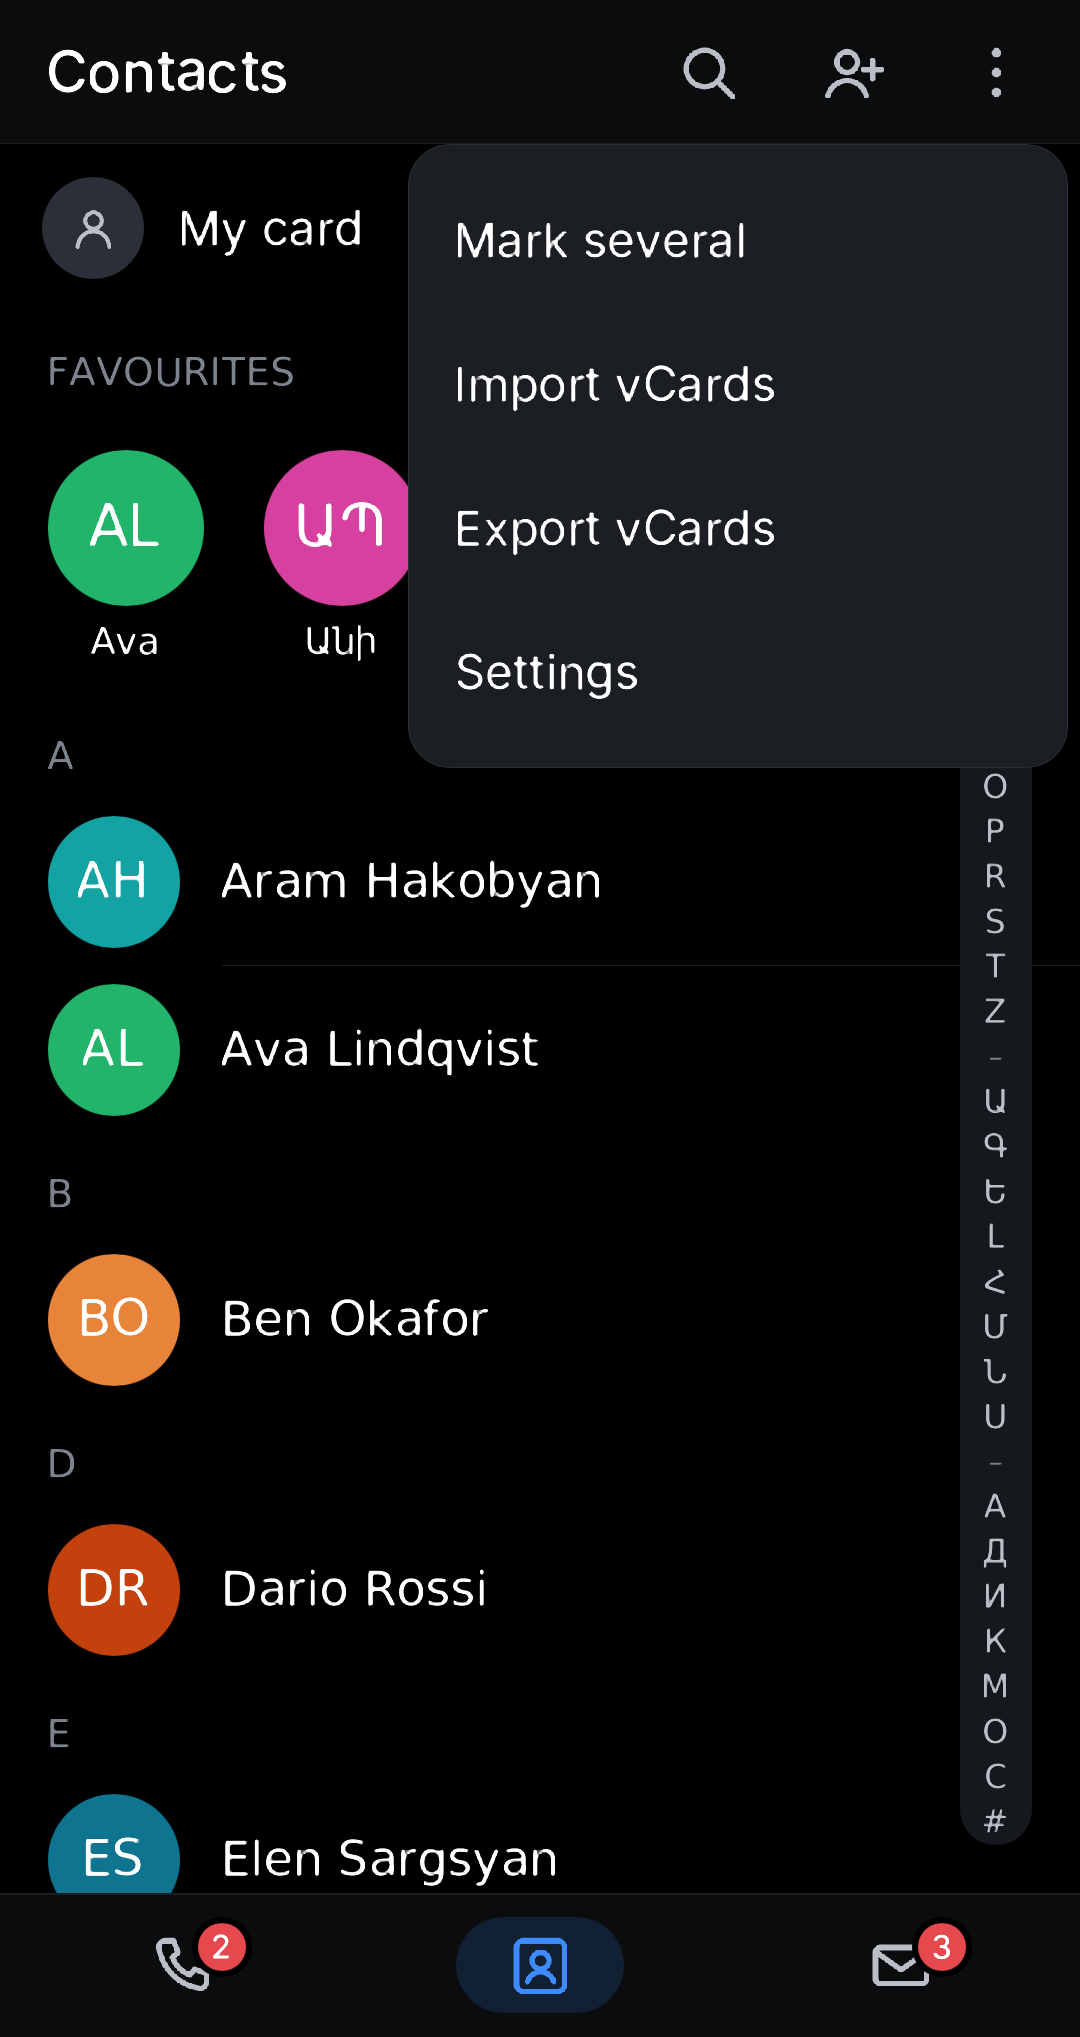 Contacts
My card
Mark several
Import vCards
Export vCards
Settings
FAVOURITES
AL
ԱՊ
Ava
Անի
A
AH
Aram Hakobyan
AL
Ava Lindqvist
B
BO
Ben Okafor
D
DR
Dario Rossi
E
ES
Elen Sargsyan
O
P
R
S
T
Z
–
Ա
Գ
Ե
Լ
Հ
Մ
Ն
Ս
–
А
Д
И
К
М
О
С
#
2
3